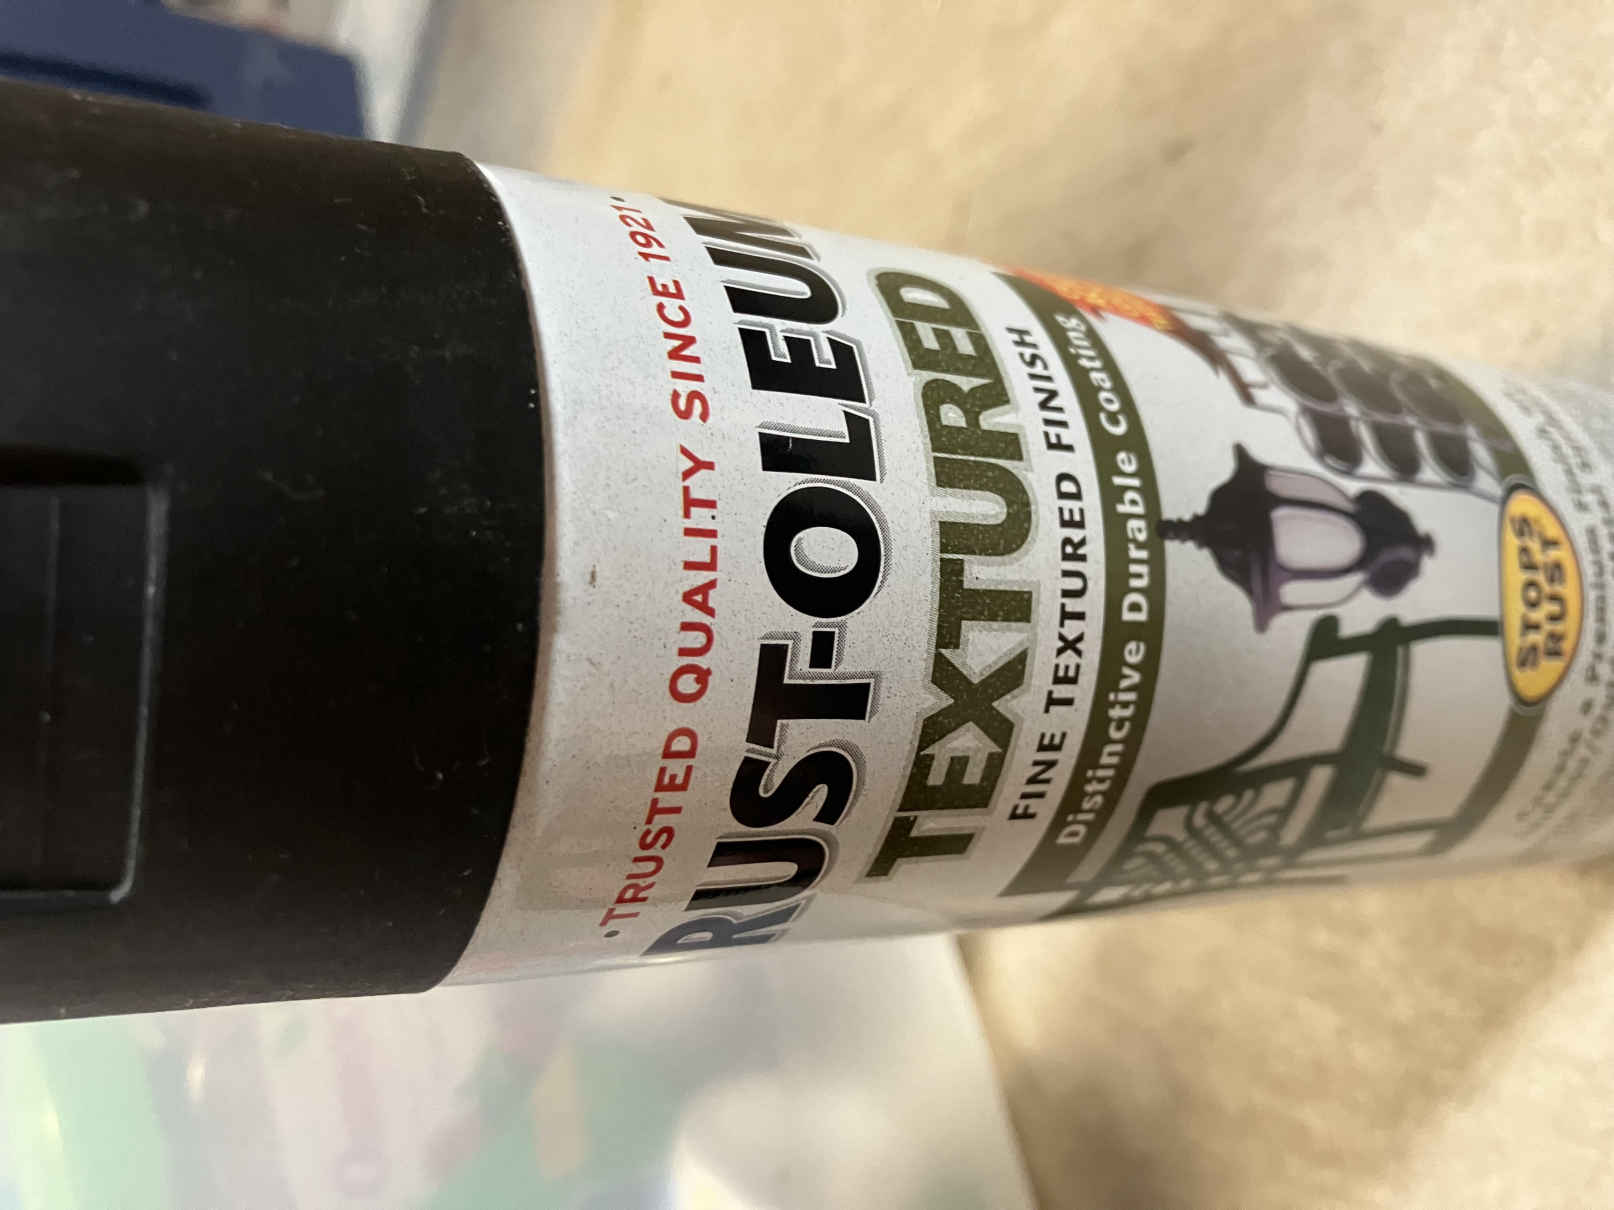 • TRUSTED QUALITY SINCE 1921 •
RUST-OLEUM
TEXTURED
FINE TEXTURED FINISH
Distinctive Durable Coating
STOPS
RUST